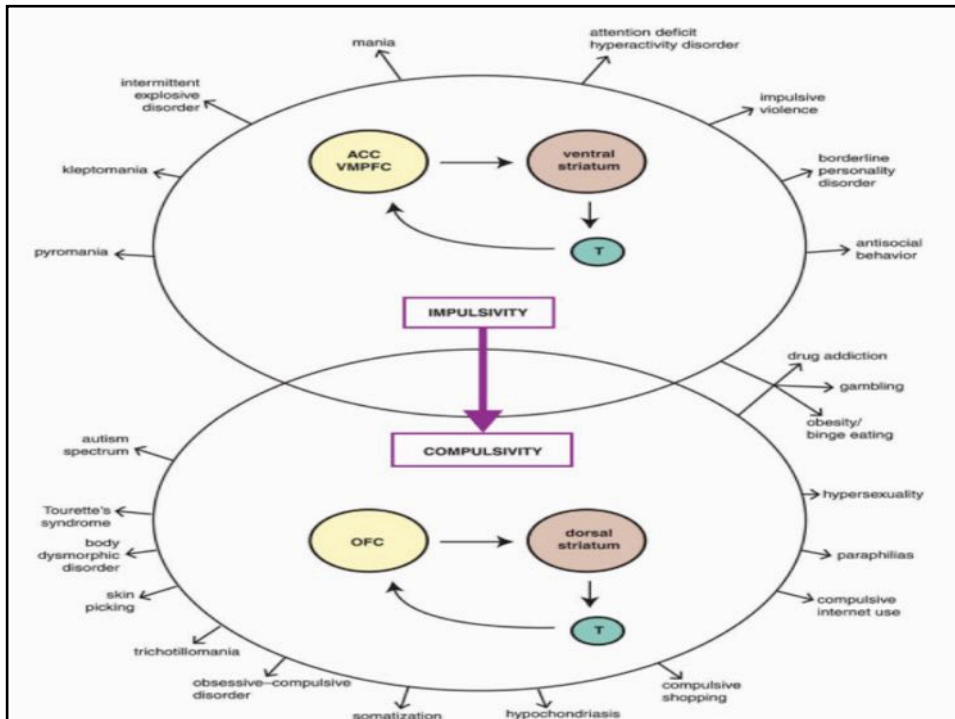 mania
attention deficit
hyperactivity disorder
intermittent
explosive
disorder
impulsive
violence
kleptomania
borderline
personality
disorder
pyromania
antisocial
behavior
ACC
VMPFC
ventral
striatum
T
IMPULSIVITY
drug addiction
gambling
obesity/
binge eating
COMPULSIVITY
autism
spectrum
hypersexuality
Tourette's
syndrome
paraphilias
body
dysmorphic
disorder
compulsive
internet use
skin
picking
OFC
dorsal
striatum
T
trichotillomania
obsessive–compulsive
disorder
somatization
hypochondriasis
compulsive
shopping